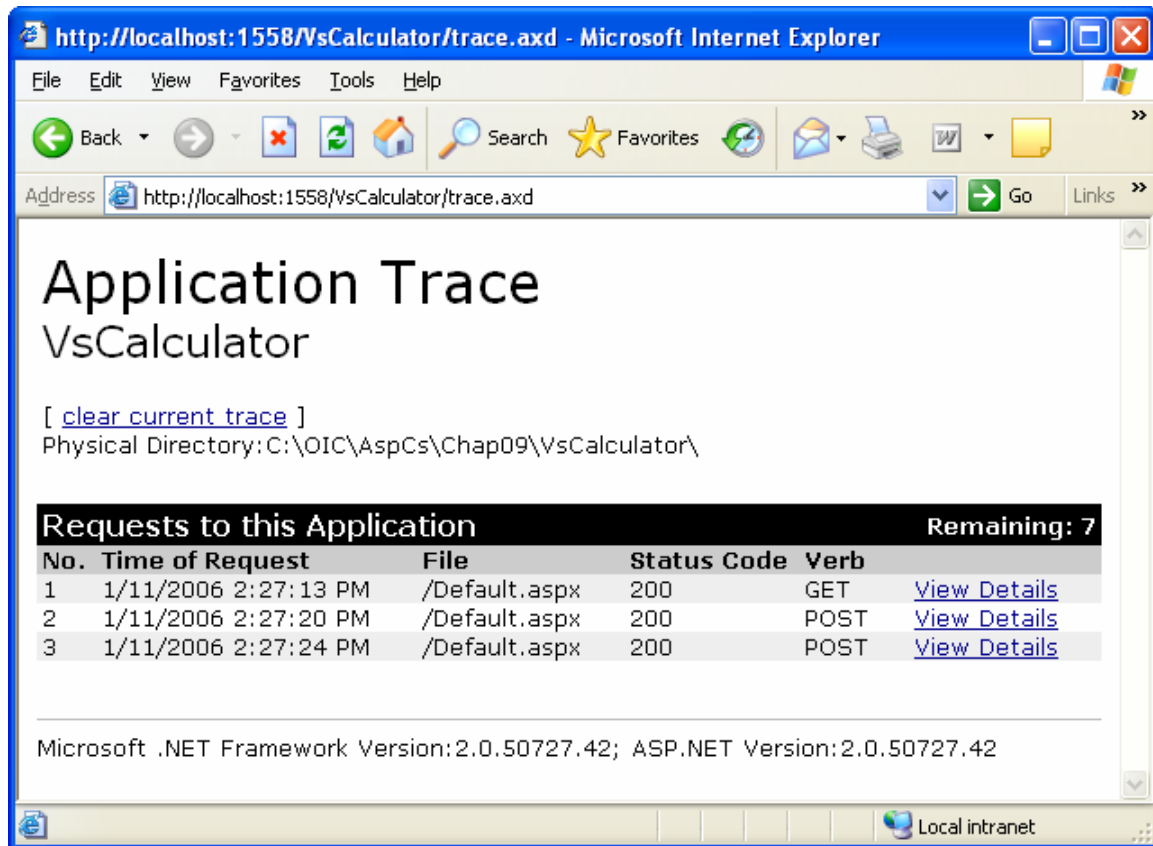 http://localhost:1558/VsCalculator/trace.axd - Microsoft Internet Explorer
File Edit View Favorites Tools Help
Back Search Favorites »
Address http://localhost:1558/VsCalculator/trace.axd Go Links »
Application Trace
VsCalculator
[ clear current trace ]
Physical Directory:C:\OIC\AspCs\Chap09\VsCalculator\
Requests to this Application Remaining: 7
No. Time of Request File Status Code Verb
1 1/11/2006 2:27:13 PM /Default.aspx 200 GET View Details
2 1/11/2006 2:27:20 PM /Default.aspx 200 POST View Details
3 1/11/2006 2:27:24 PM /Default.aspx 200 POST View Details
Microsoft .NET Framework Version:2.0.50727.42; ASP.NET Version:2.0.50727.42
Local intranet